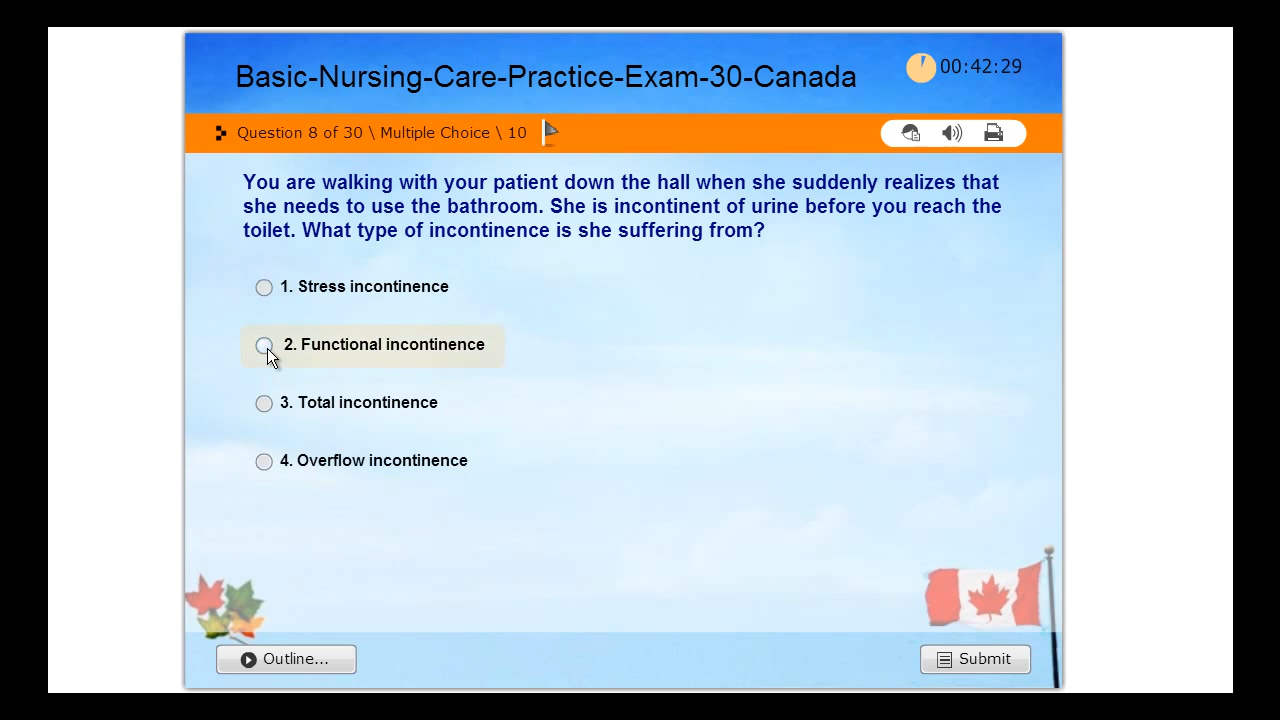 Basic-Nursing-Care-Practice-Exam-30-Canada
00:42:29
Question 8 of 30 \ Multiple Choice \ 10
You are walking with your patient down the hall when she suddenly realizes that
she needs to use the bathroom. She is incontinent of urine before you reach the
toilet. What type of incontinence is she suffering from?
1. Stress incontinence
2. Functional incontinence
3. Total incontinence
4. Overflow incontinence
Outline...
Submit